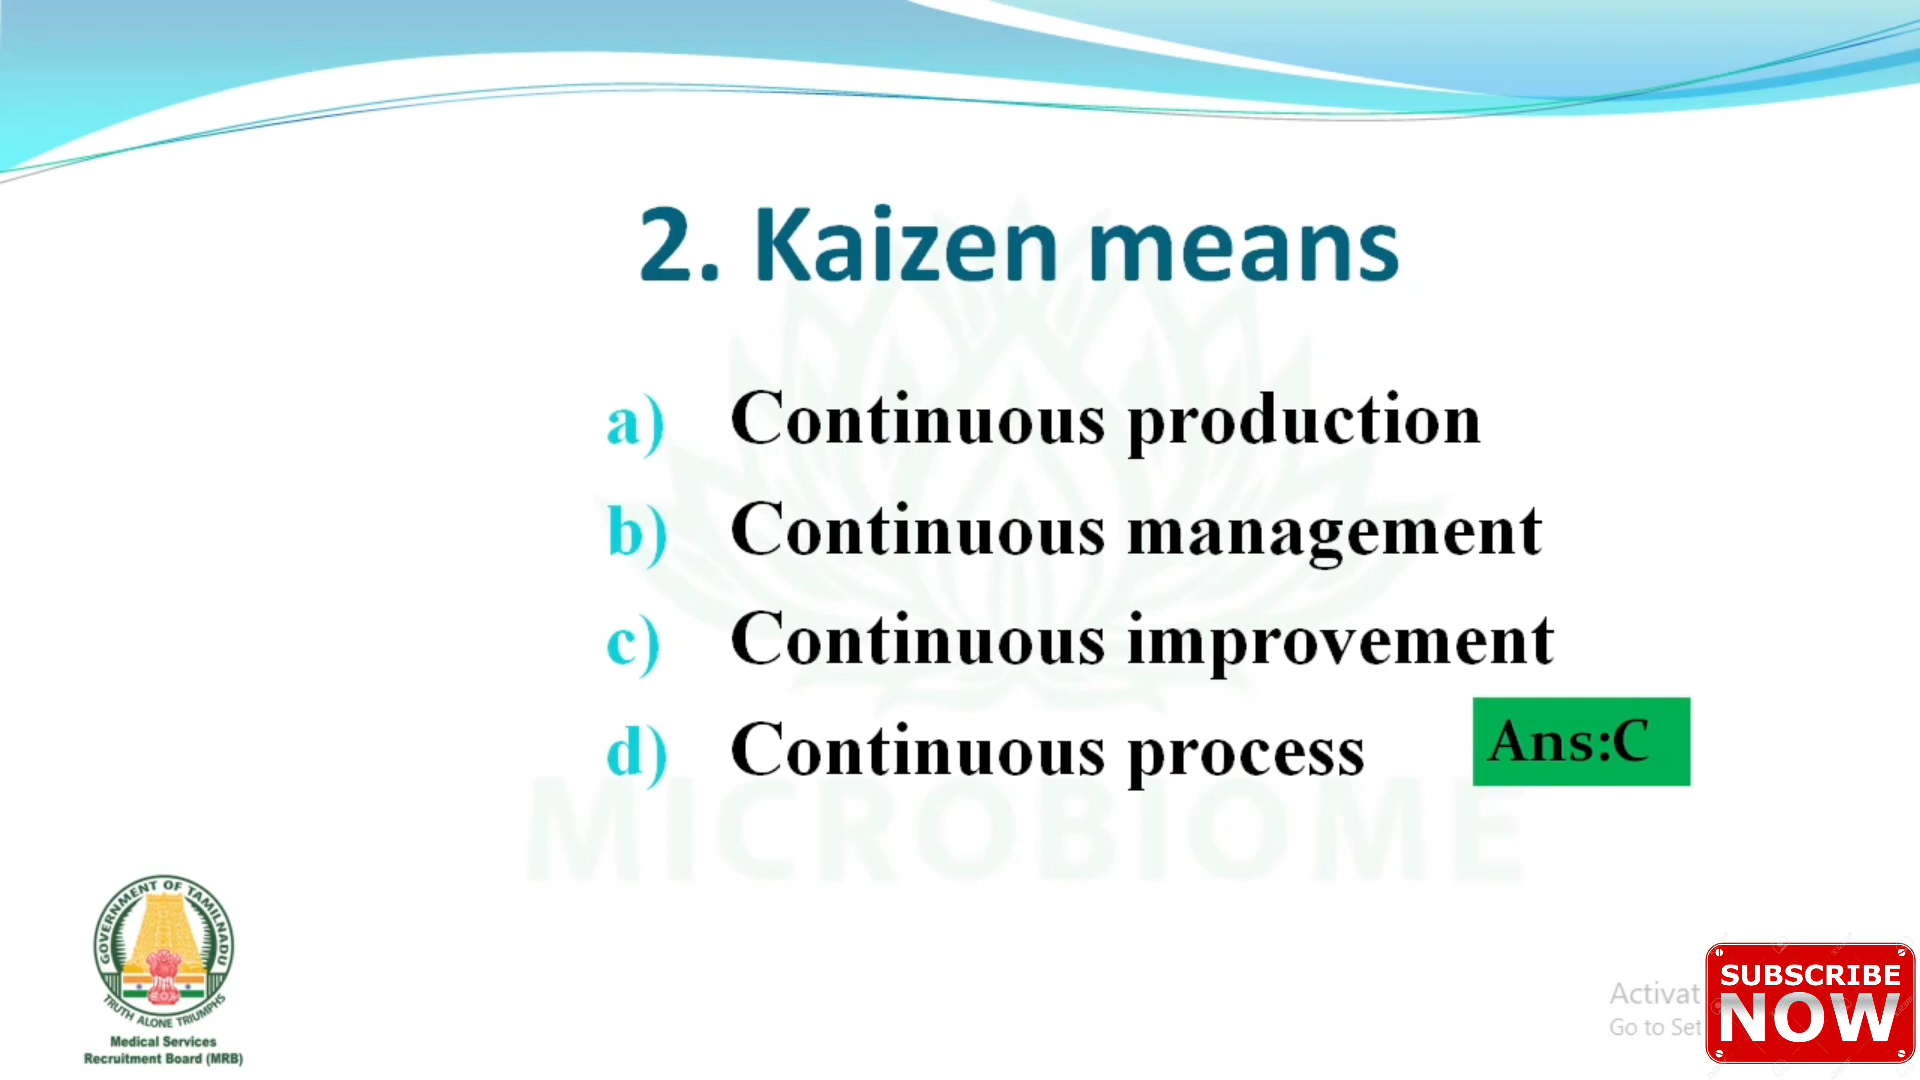 2. Kaizen means
a) Continuous production
b) Continuous management
c) Continuous improvement
d) Continuous process
Ans:C
MICROBIOME
GOVERNMENT OF TAMILNADU
TRUTH ALONE TRIUMPHS
Medical Services
Recruitment Board (MRB)
Activat
Go to Set
SUBSCRIBE
NOW